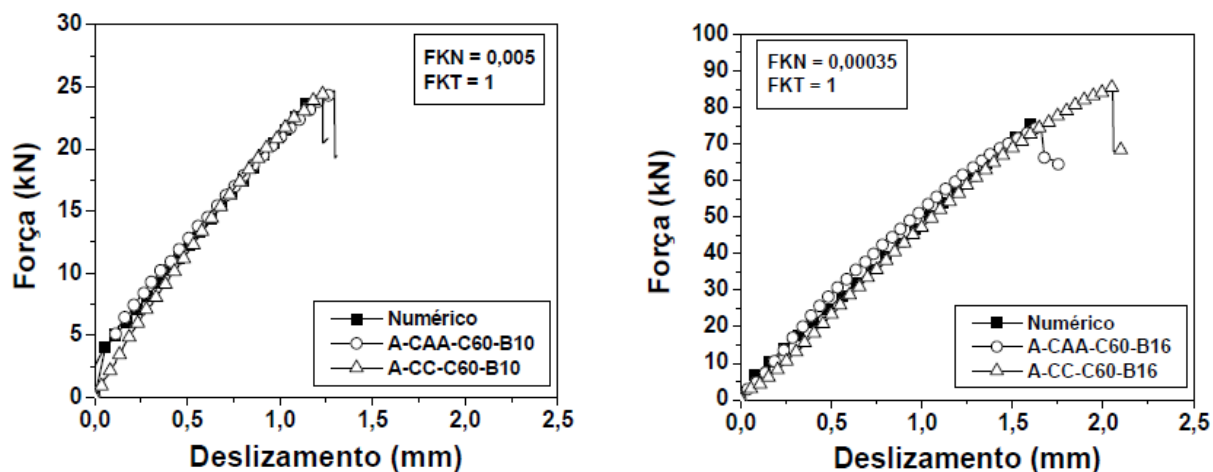 30
25
20
15
10
5
0
0,0
0,5
1,0
1,5
2,0
2,5
Força (kN)
Deslizamento (mm)
FKN = 0,005
FKT = 1
Numérico
A-CAA-C60-B10
A-CC-C60-B10
100
90
80
70
60
50
40
30
20
10
0
0,0
0,5
1,0
1,5
2,0
2,5
Força (kN)
Deslizamento (mm)
FKN = 0,00035
FKT = 1
Numérico
A-CAA-C60-B16
A-CC-C60-B16